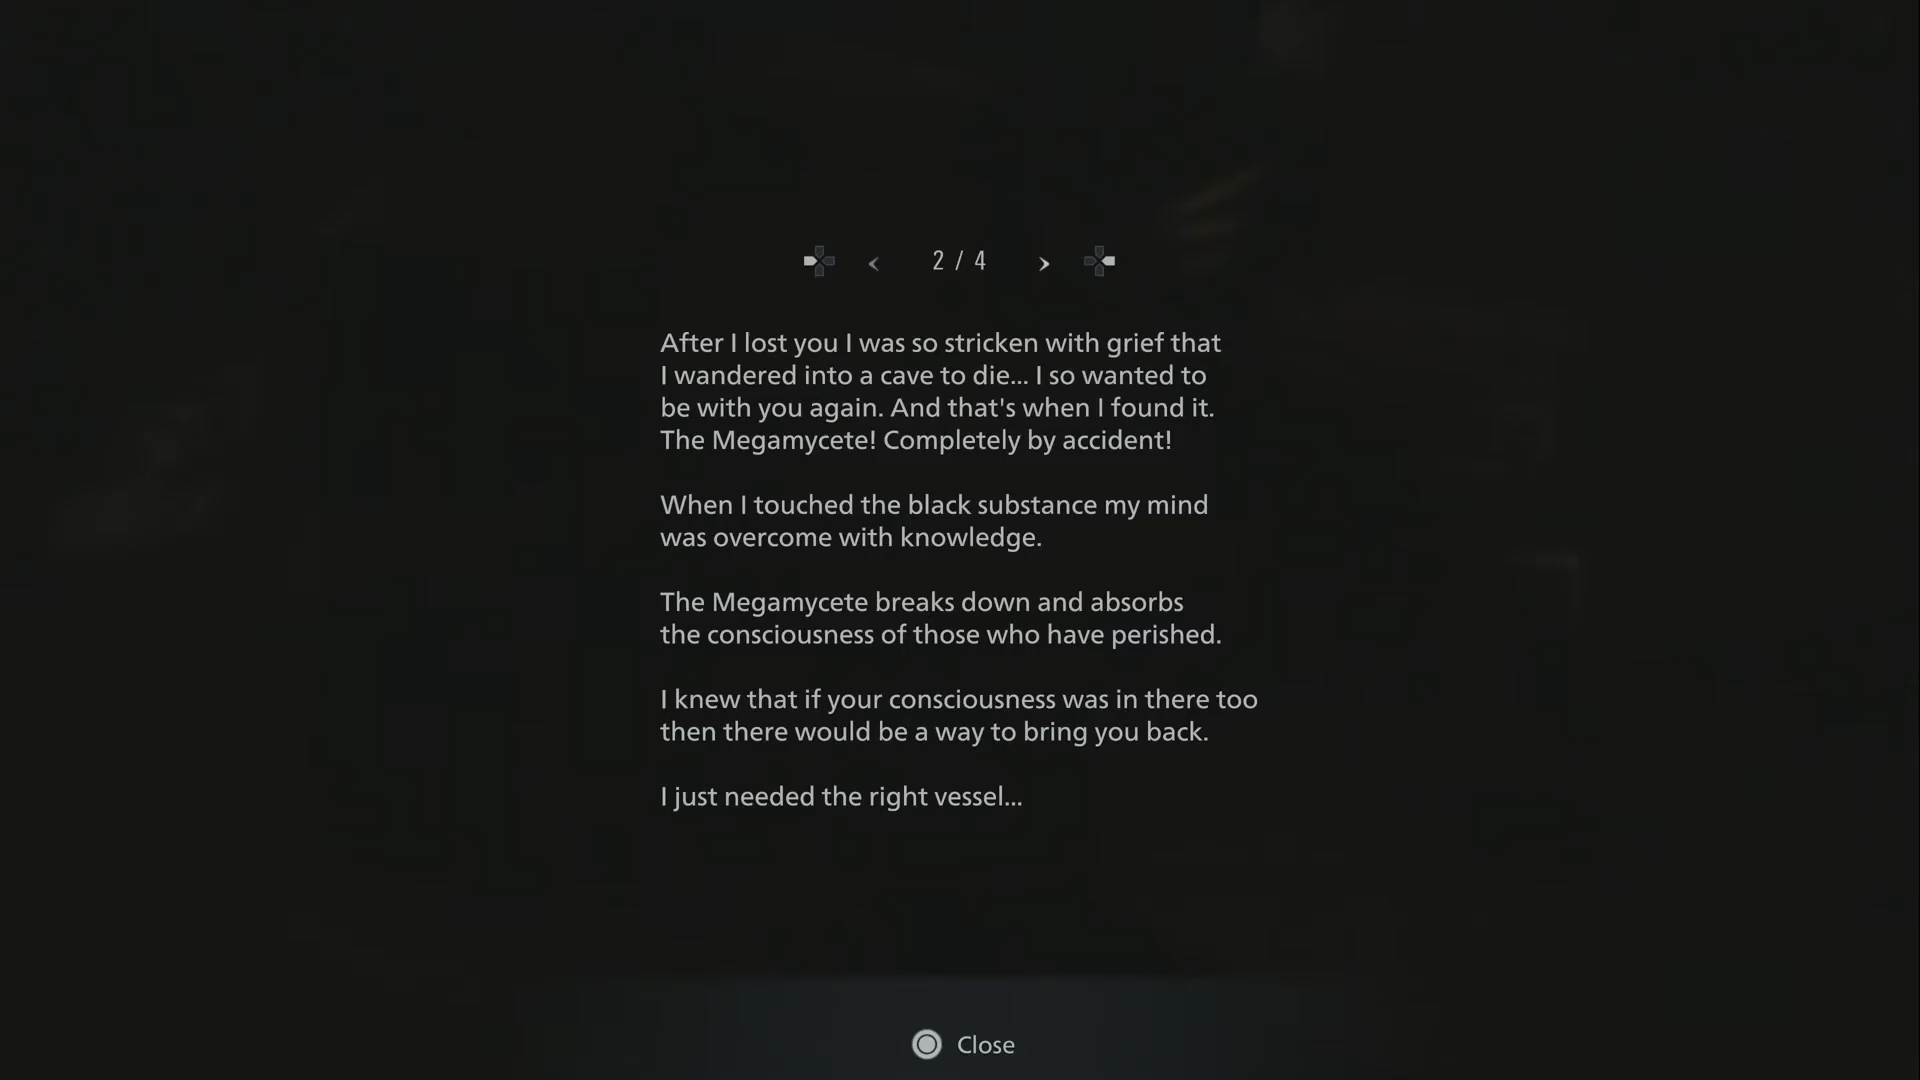 2 / 4
After I lost you I was so stricken with grief that
I wandered into a cave to die... I so wanted to
be with you again. And that's when I found it.
The Megamycete! Completely by accident!
When I touched the black substance my mind
was overcome with knowledge.
The Megamycete breaks down and absorbs
the consciousness of those who have perished.
I knew that if your consciousness was in there too
then there would be a way to bring you back.
I just needed the right vessel...
Close